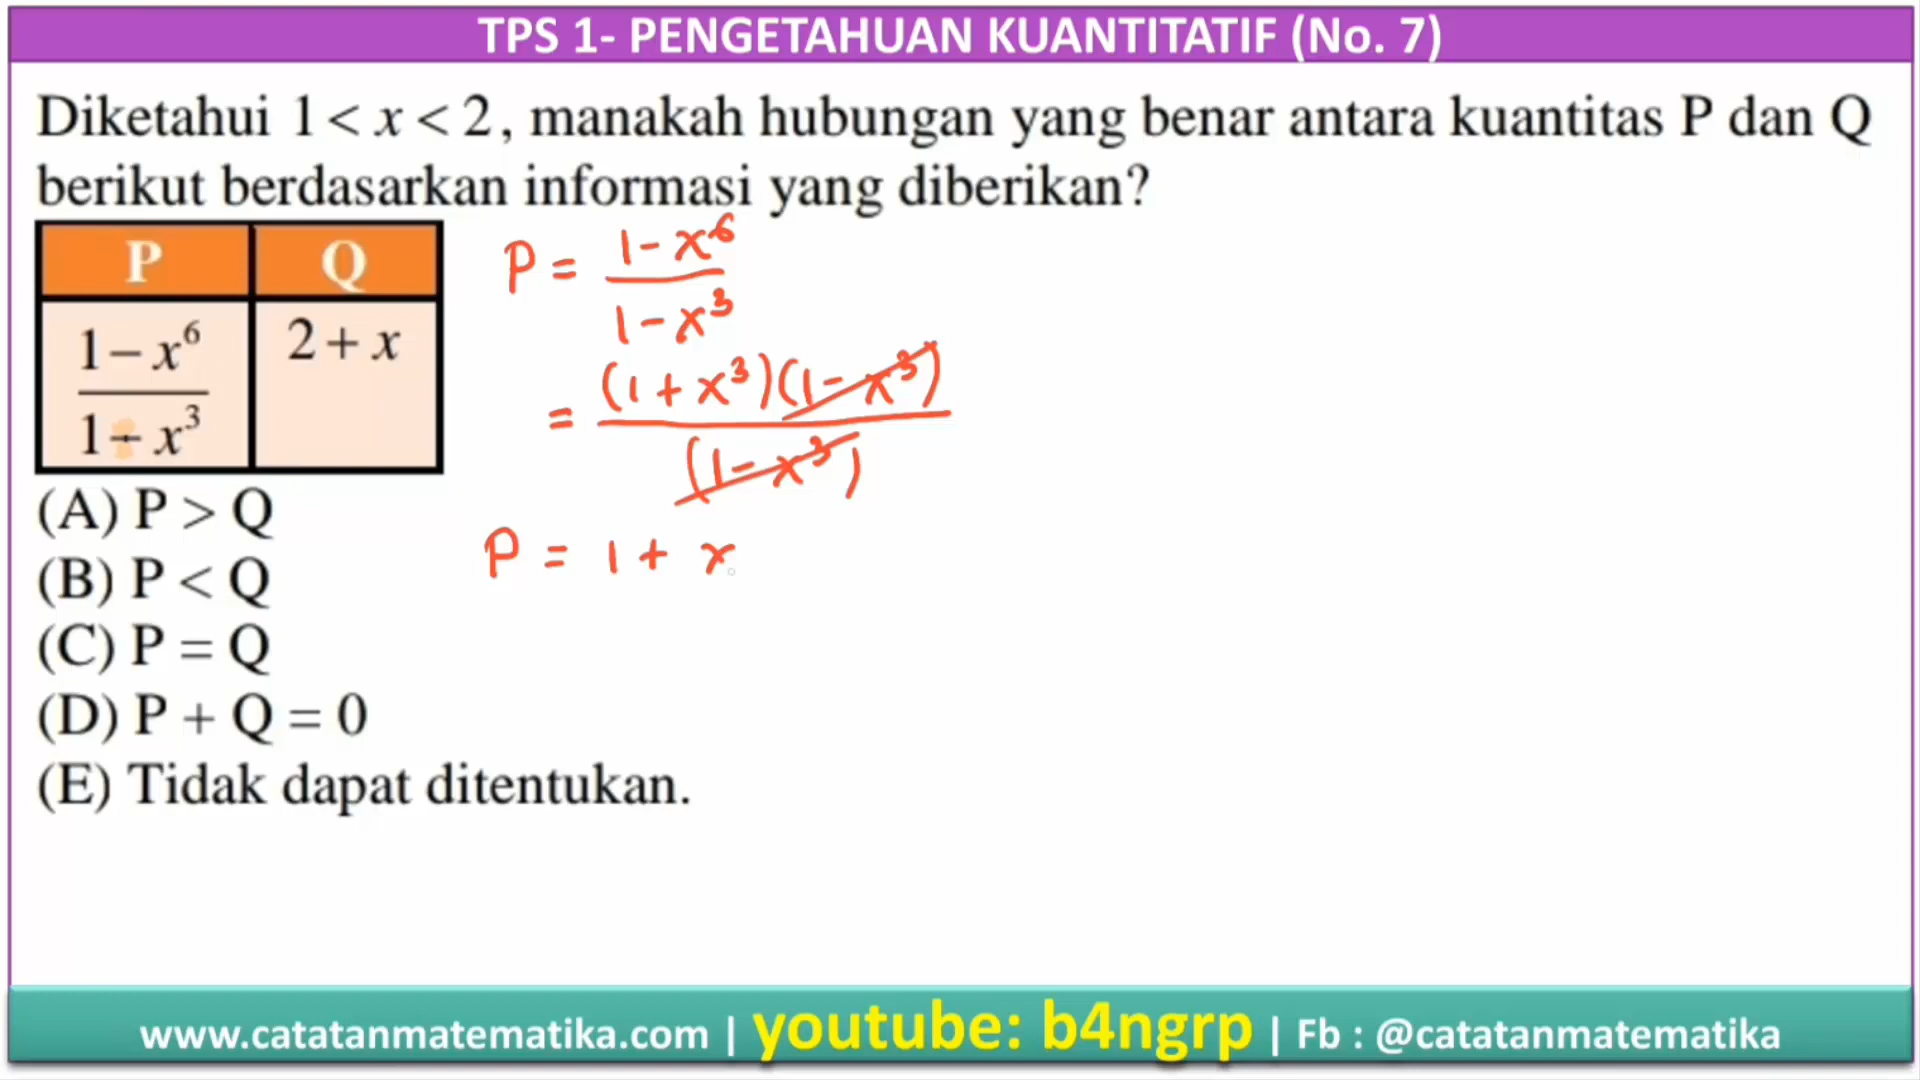 TPS 1- PENGETAHUAN KUANTITATIF (No. 7)
Diketahui 1 < x < 2, manakah hubungan yang benar antara kuantitas P dan Q
berikut berdasarkan informasi yang diberikan?
P Q
1 − x⁶ 2 + x
1 − x³
P = 1 − x⁶
1 − x³
= (1 + x³)(1 − x³)
(1 − x³)
P = 1 + x
(A) P > Q
(B) P < Q
(C) P = Q
(D) P + Q = 0
(E) Tidak dapat ditentukan.
www.catatanmatematika.com | youtube: b4ngrp | Fb : @catatanmatematika